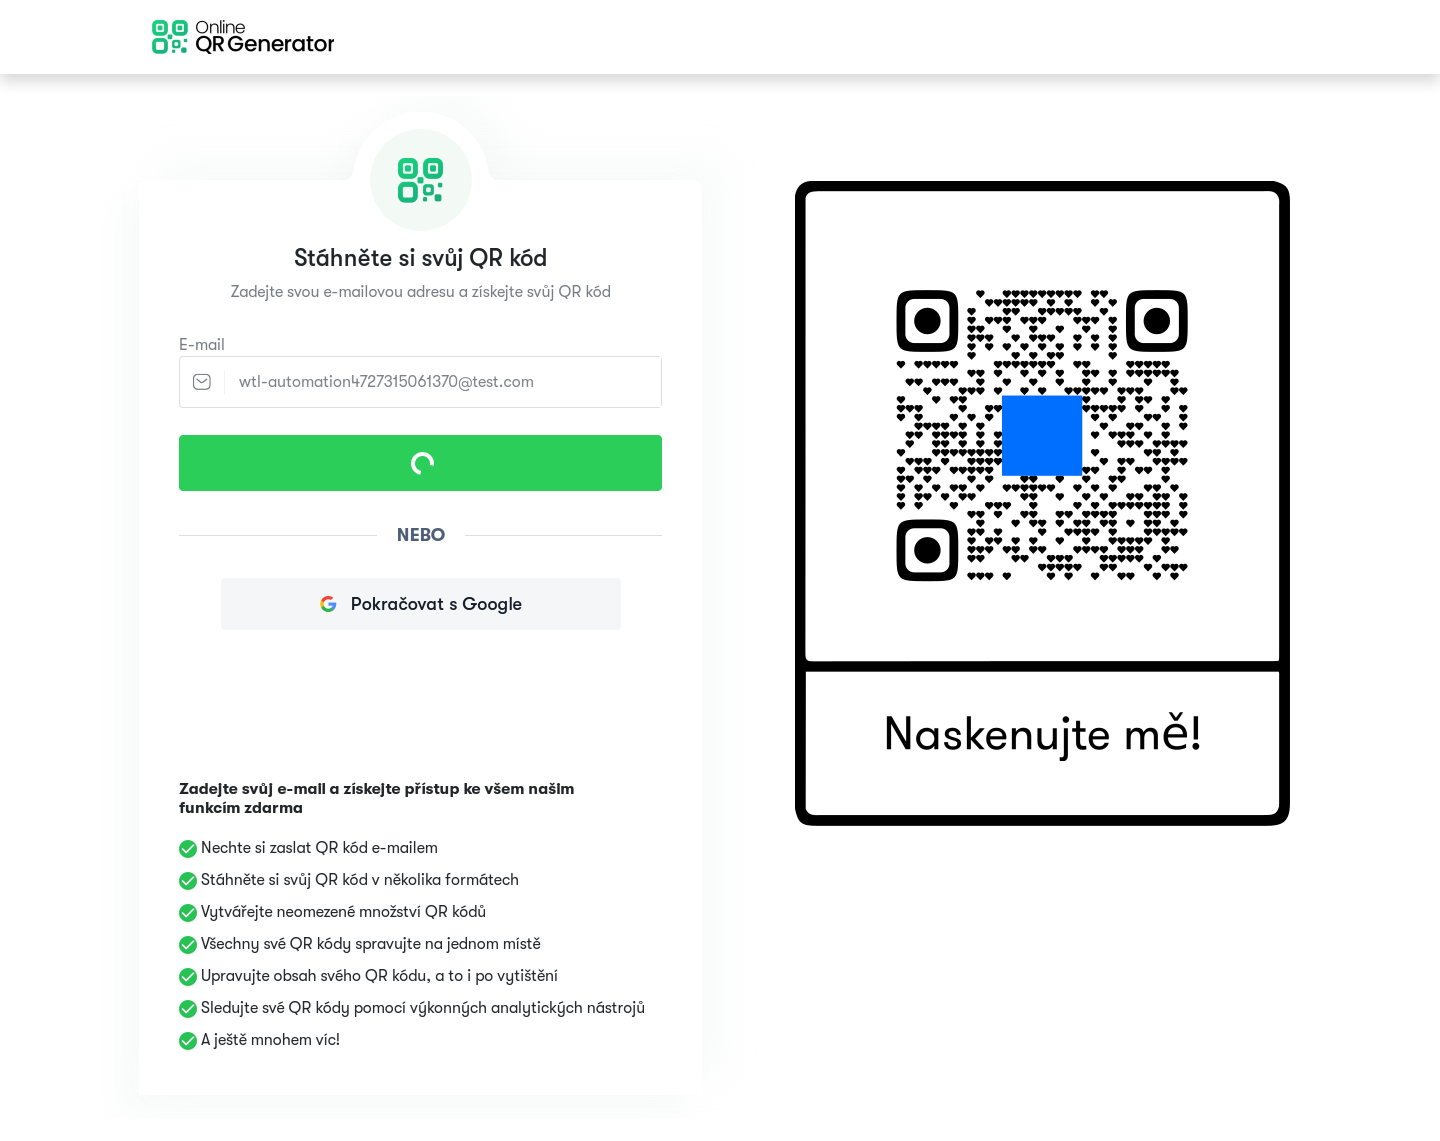 Online
QR Generator
Stáhněte si svůj QR kód
Zadejte svou e-mailovou adresu a získejte svůj QR kód
E-mail
wtl-automation4727315061370@test.com
NEBO
Pokračovat s Google
Zadejte svůj e-mail a získejte přístup ke všem našim
funkcím zdarma
Nechte si zaslat QR kód e-mailem
Stáhněte si svůj QR kód v několika formátech
Vytvářejte neomezené množství QR kódů
Všechny své QR kódy spravujte na jednom místě
Upravujte obsah svého QR kódu, a to i po vytištění
Sledujte své QR kódy pomocí výkonných analytických nástrojů
A ještě mnohem víc!
Naskenujte mě!